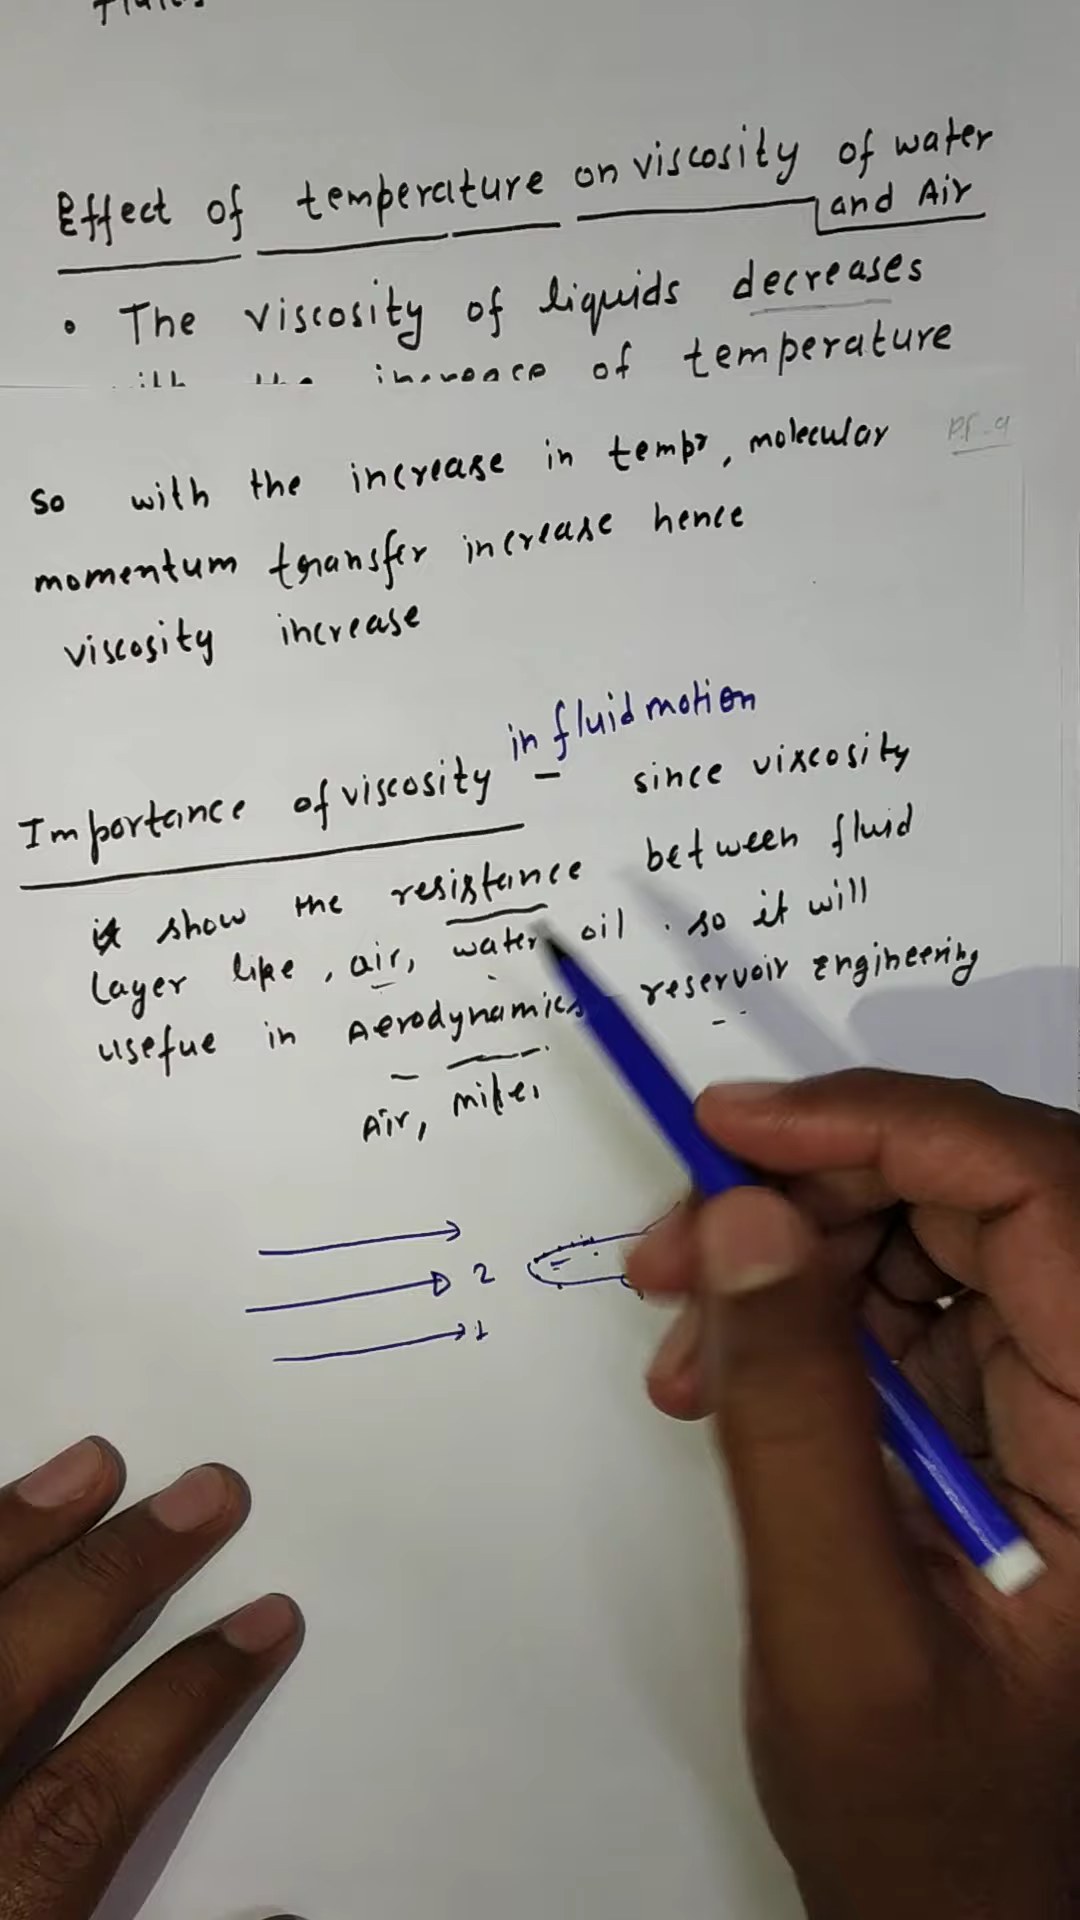 Effect of temperature on viscosity of water
and Air
• The viscosity of liquids decreases
with the increase of temperature
so with the increase in tempr, molecular
momentum transfer increase hence
viscosity increase
in fluid motion
Importance of viscosity - since viscosity
is show the resistance between fluid
Layer like, air, water oil. so it will
usefue in Aerodynamics reservoir Engineering
Air,
2
1